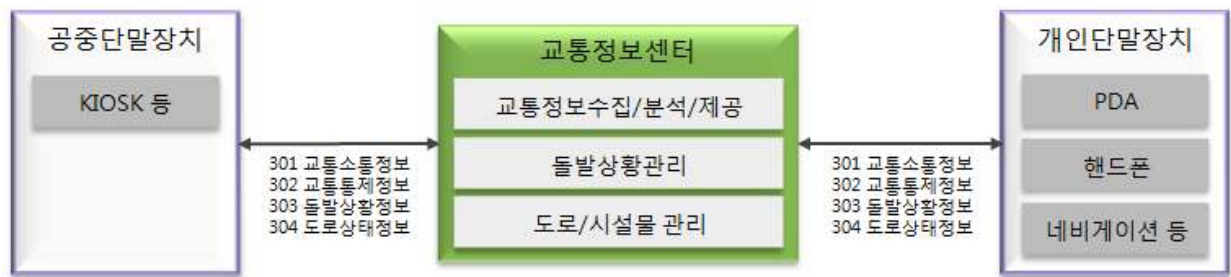 공중단말장치
KIOSK 등
301 교통소통정보
302 교통통제정보
303 돌발상황정보
304 도로상태정보
교통정보센터
교통정보수집/분석/제공
돌발상황관리
도로/시설물 관리
301 교통소통정보
302 교통통제정보
303 돌발상황정보
304 도로상태정보
개인단말장치
PDA
핸드폰
네비게이션 등